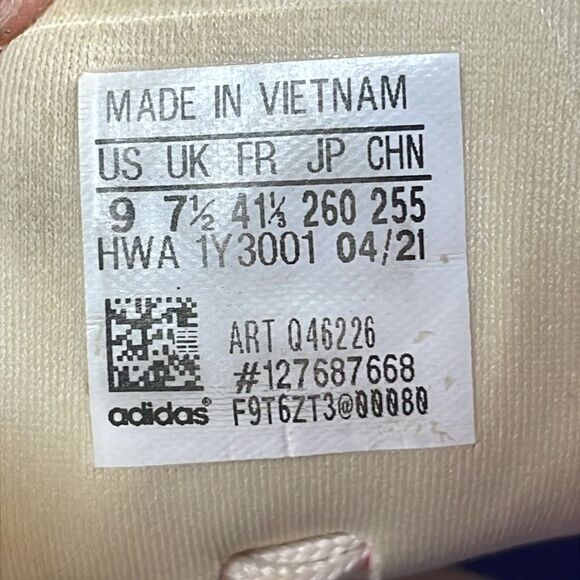 MADE IN VIETNAM
US UK FR JP CHN
9 7½ 41⅓ 260 255
HWA 1Y3001 04/21
ART Q46226
#127687668
adidas® F9T6ZT3@00080